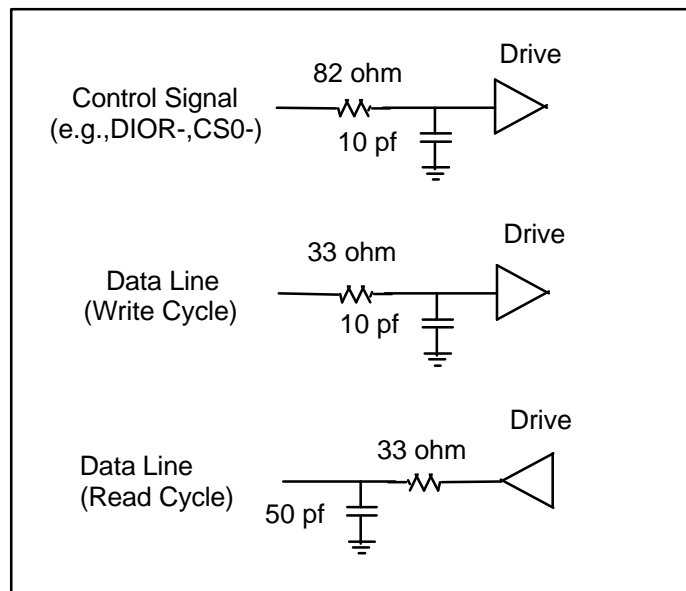 Drive
82 ohm
Control Signal
(e.g.,DIOR-,CS0-)
10 pf
Drive
33 ohm
Data Line
(Write Cycle)
10 pf
Drive
33 ohm
Data Line
(Read Cycle)
50 pf